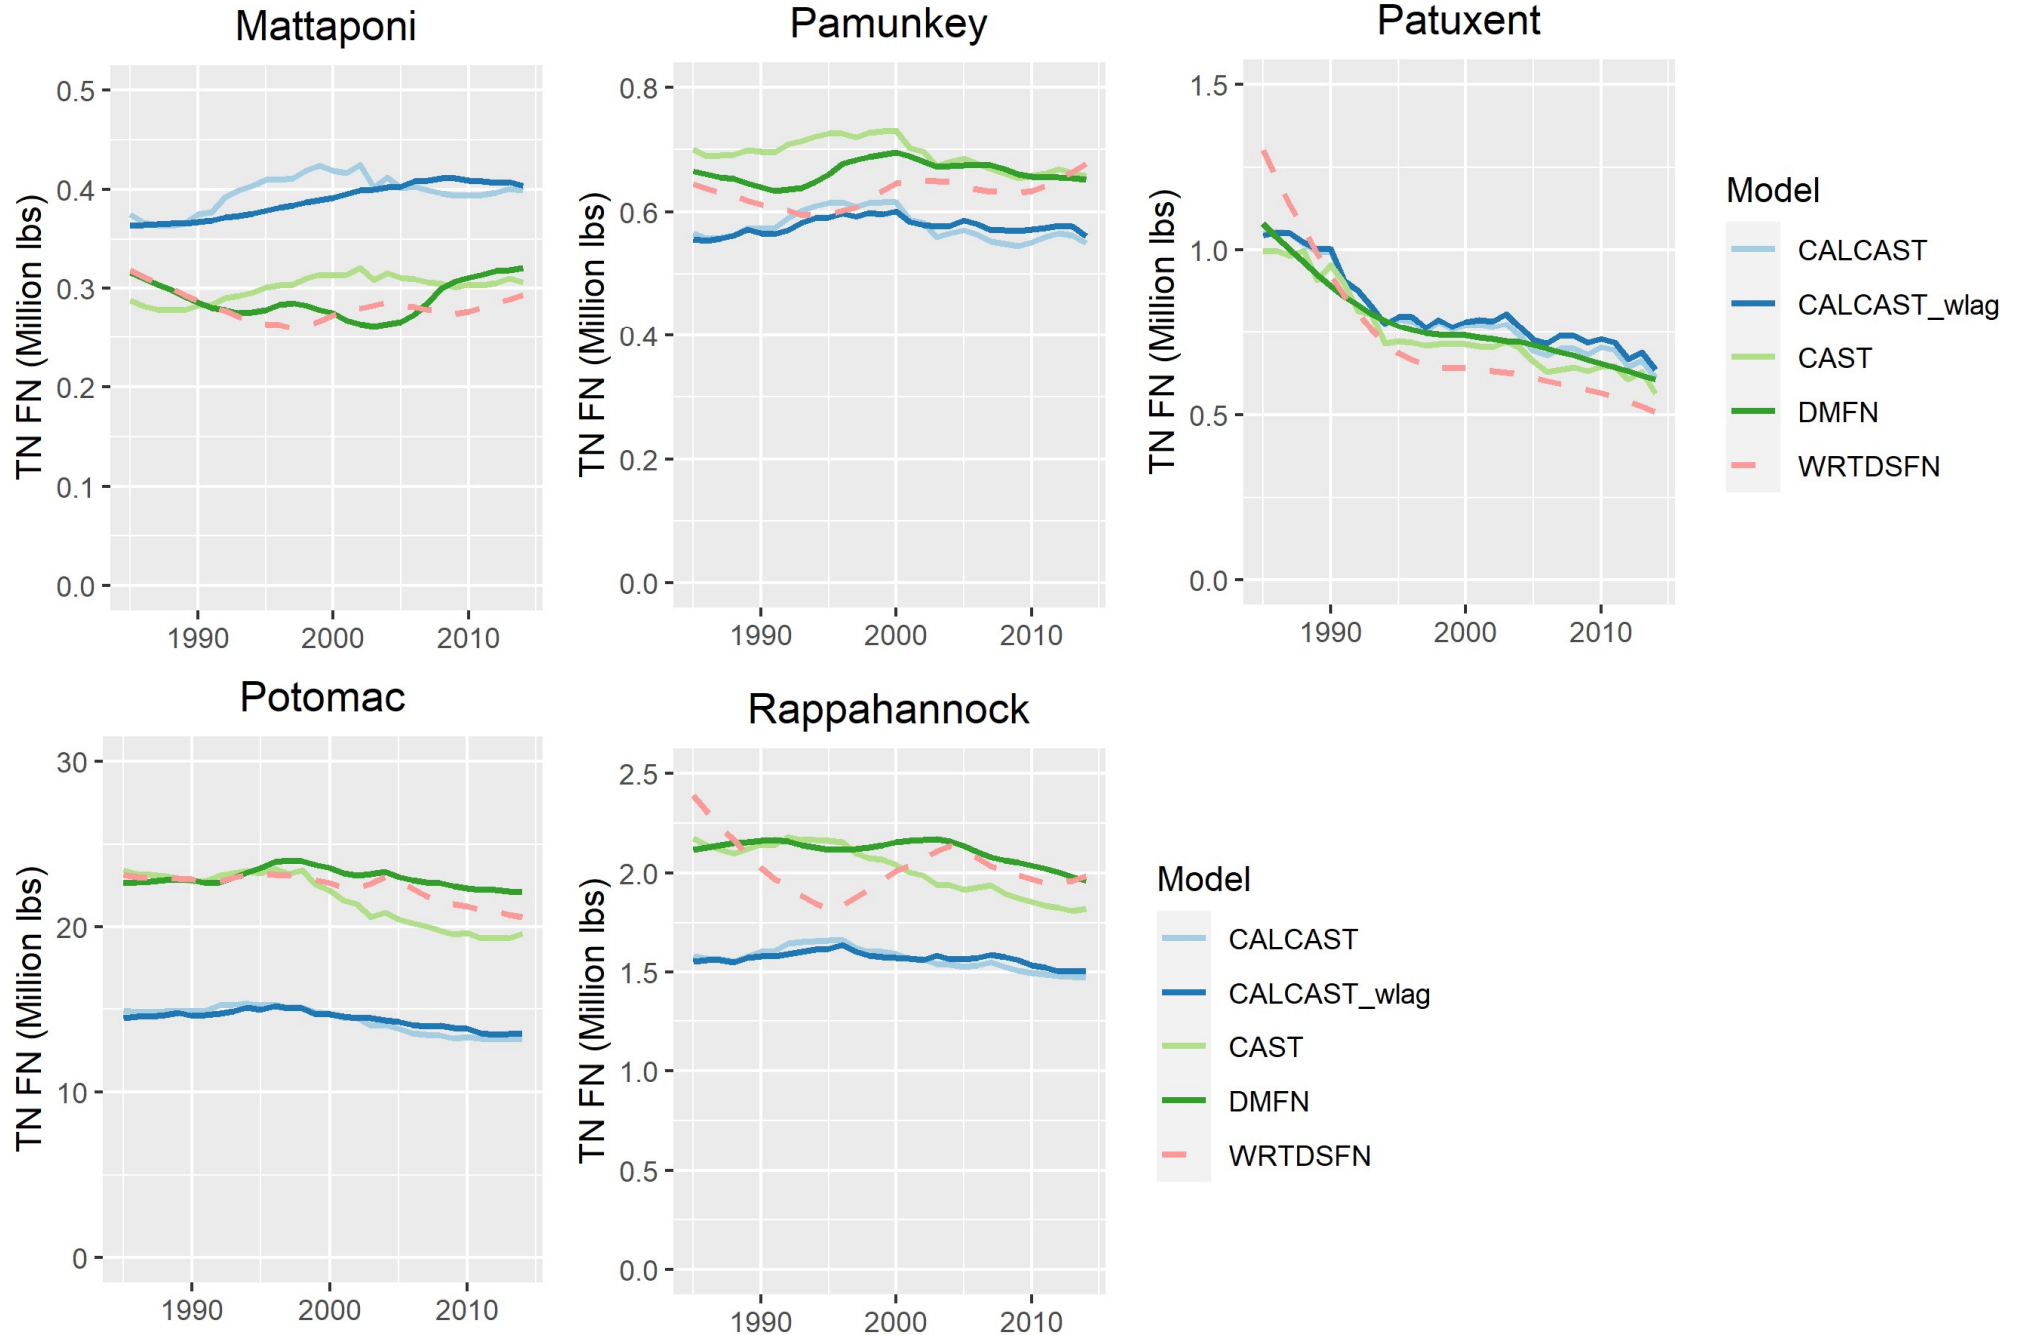 Mattaponi
TN FN (Million lbs)
0.5
0.4
0.3
0.2
0.1
0.0
1990 2000 2010
Pamunkey
TN FN (Million lbs)
0.8
0.6
0.4
0.2
0.0
1990 2000 2010
Patuxent
TN FN (Million lbs)
1.5
1.0
0.5
0.0
1990 2000 2010
Model
CALCAST
CALCAST_wlag
CAST
DMFN
WRTDSFN
Potomac
TN FN (Million lbs)
30
20
10
0
1990 2000 2010
Rappahannock
TN FN (Million lbs)
2.5
2.0
1.5
1.0
0.5
0.0
1990 2000 2010
Model
CALCAST
CALCAST_wlag
CAST
DMFN
WRTDSFN